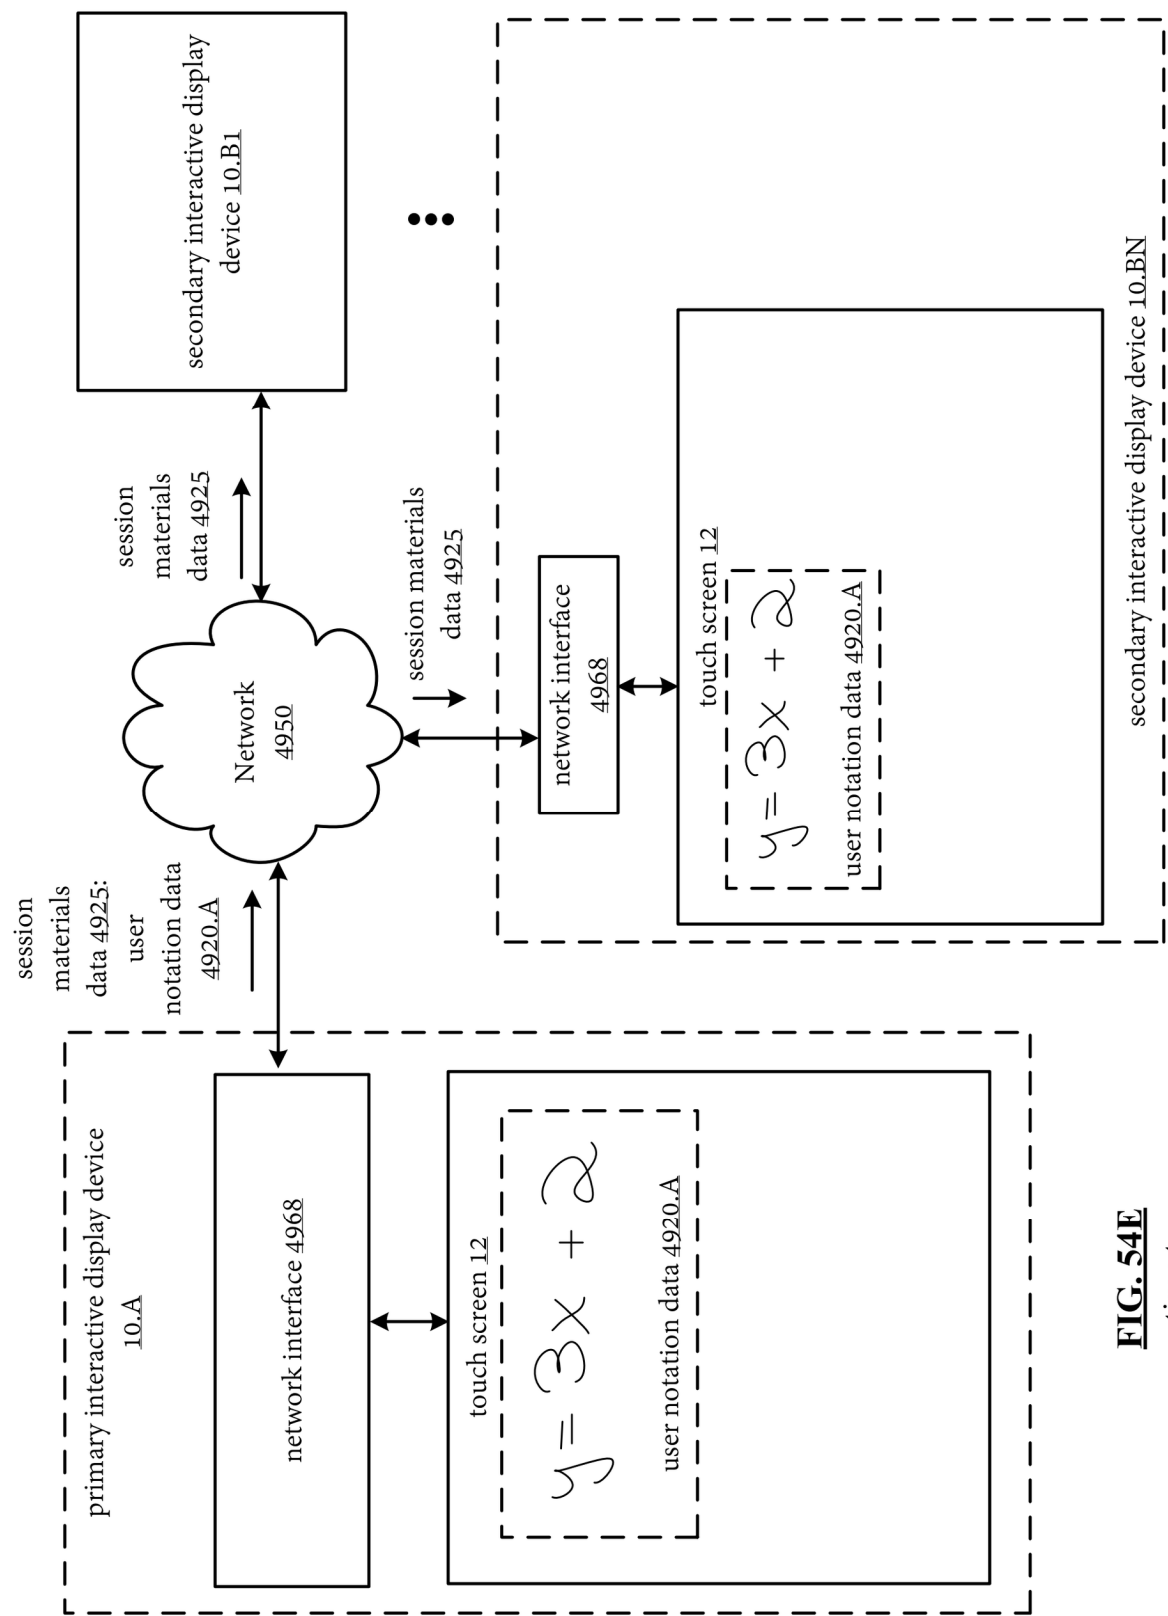 primary interactive display device
10.A
network interface 4968
touch screen 12
y = 3x + 2
user notation data 4920.A
session
materials
data 4925:
user
notation data
4920.A
Network
4950
session
materials
data 4925
secondary interactive display
device 10.B1
session materials
data 4925
network interface
4968
touch screen 12
y = 3x + 2
user notation data 4920.A
secondary interactive display device 10.BN
FIG. 54E